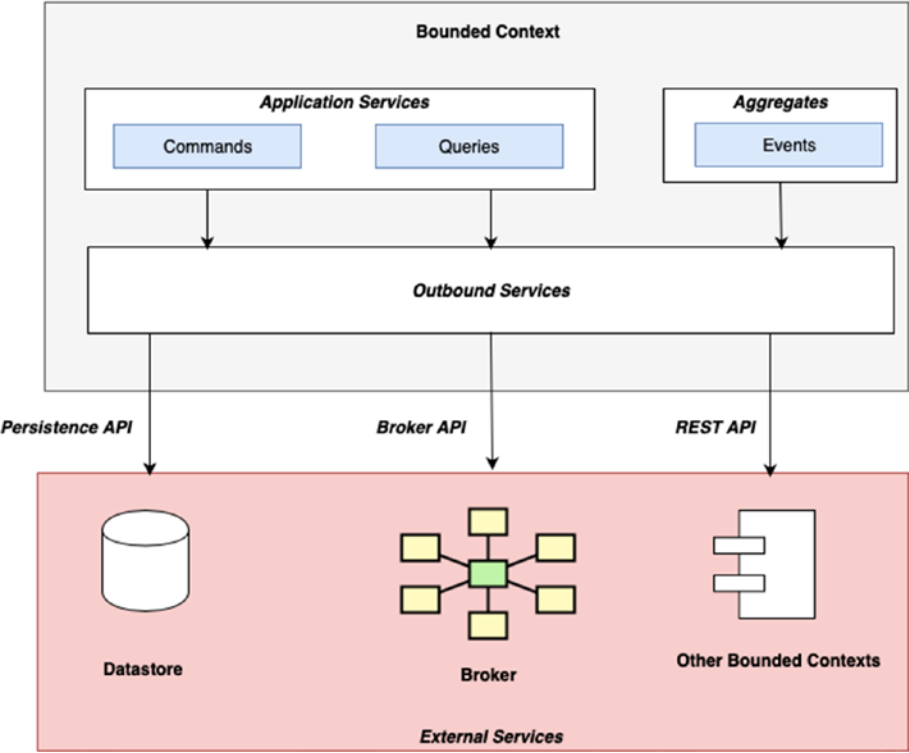 Bounded Context
Application Services
Aggregates
Commands
Queries
Events
Outbound Services
Persistence API
Broker API
REST API
Datastore
Broker
Other Bounded Contexts
External Services